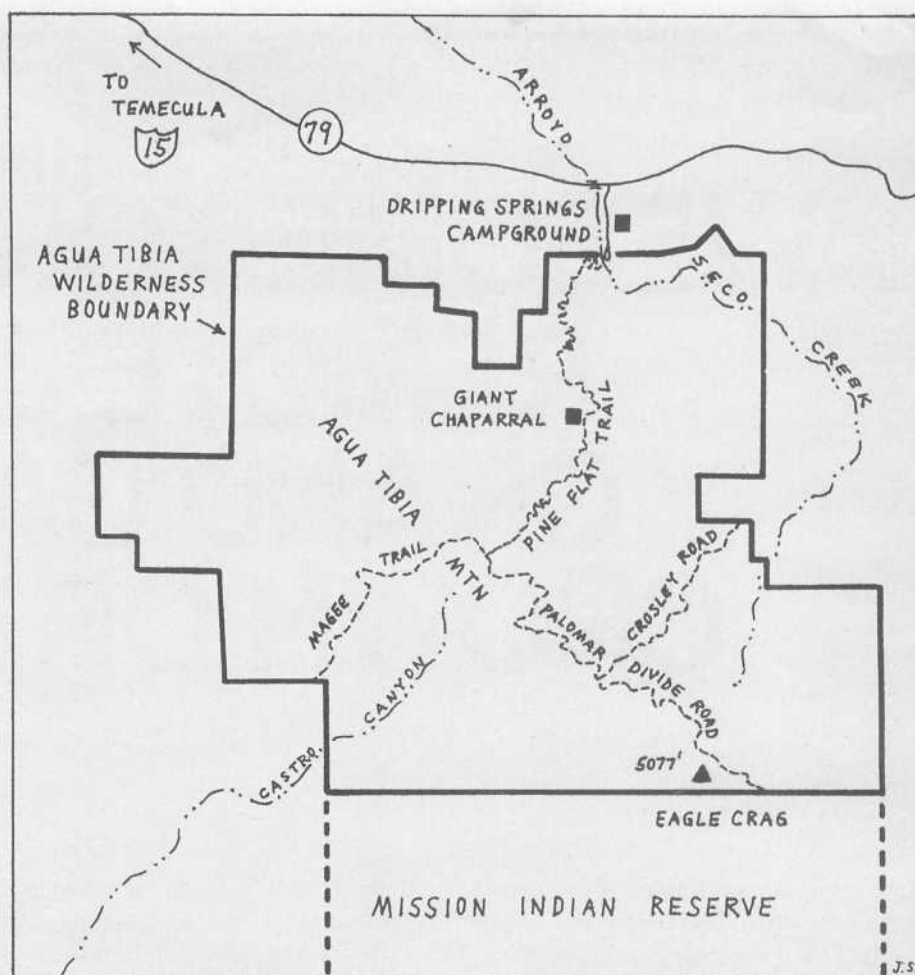 TO
TEMECULA
15
79
ARROYO
DRIPPING SPRINGS
CAMPGROUND
AGUA TIBIA
WILDERNESS
BOUNDARY
SECO
CREEK
GIANT
CHAPARRAL
PINE FLAT TRAIL
AGUA TIBIA
MTN
MAGEE TRAIL
CROSLEY ROAD
PALOMAR DIVIDE ROAD
CASTRO CANYON
5077'
EAGLE CRAG
MISSION INDIAN RESERVE
J.S